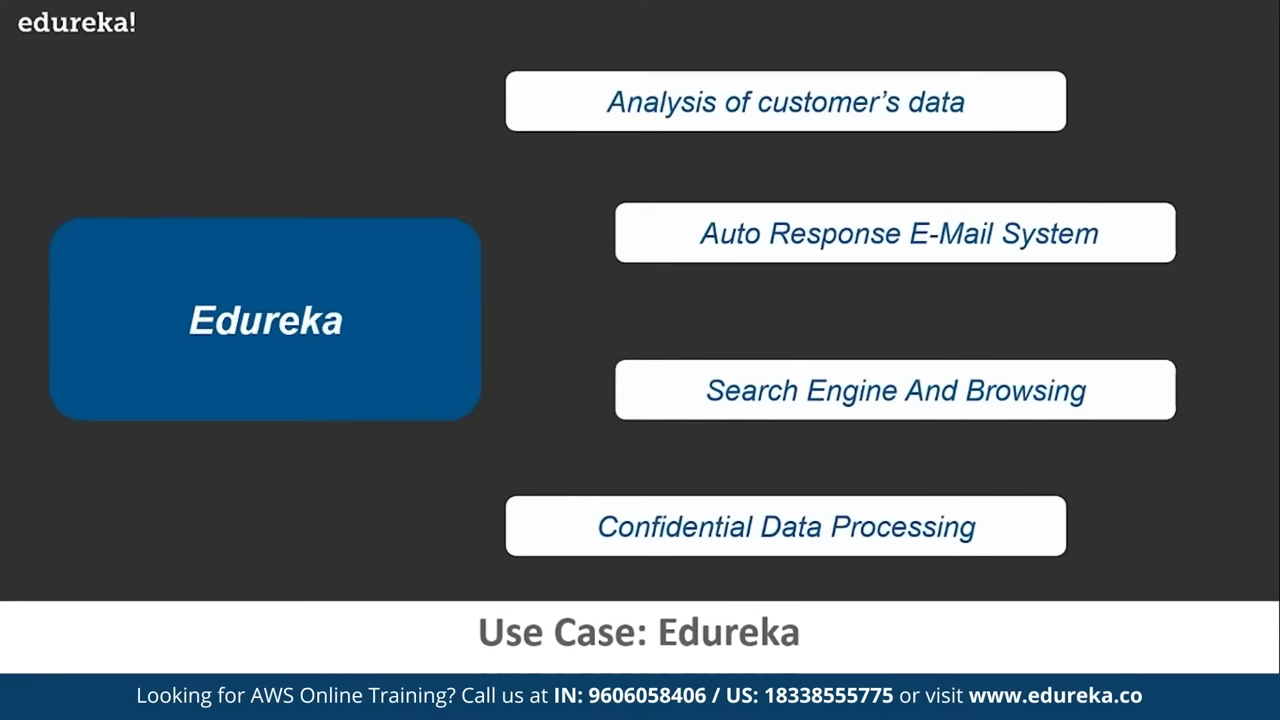 edureka!
Analysis of customer’s data
Auto Response E-Mail System
Edureka
Search Engine And Browsing
Confidential Data Processing
Use Case: Edureka
Looking for AWS Online Training? Call us at IN: 9606058406 / US: 18338555775 or visit www.edureka.co